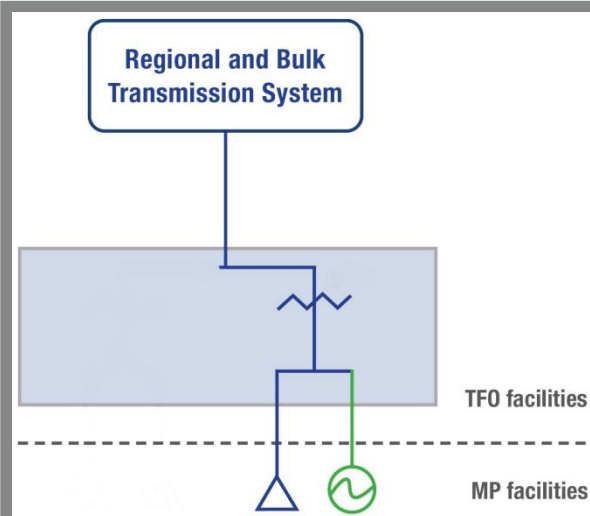 Regional and Bulk
Transmission System
TFO facilities
MP facilities